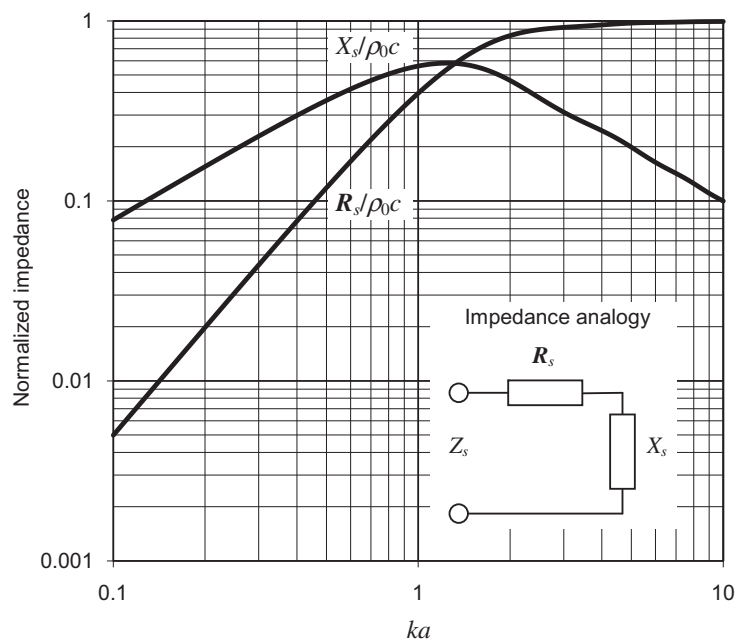 1
X_s/ρ_0c
0.1
R_s/ρ_0c
Normalized impedance
Impedance analogy
R_s
0.01
Z_s
X_s
0.001
0.1
1
10
ka